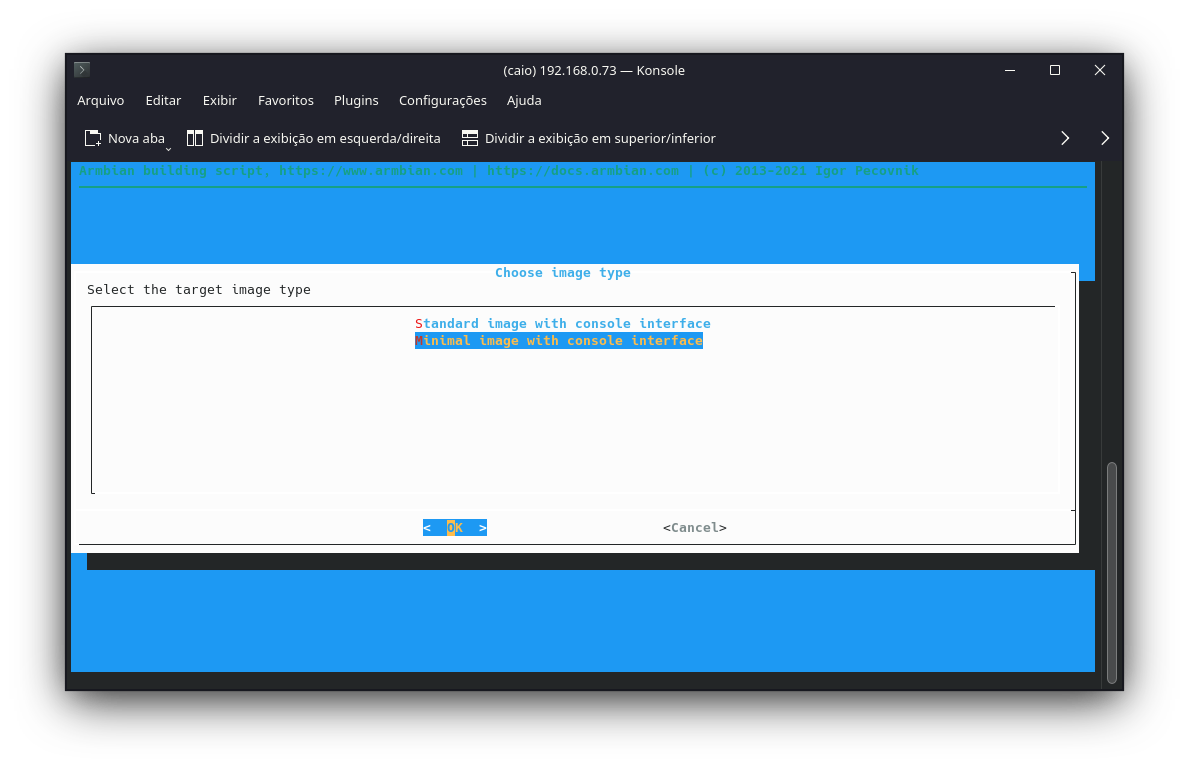 (caio) 192.168.0.73 — Konsole
Arquivo Editar Exibir Favoritos Plugins Configurações Ajuda
Nova aba Dividir a exibição em esquerda/direita Dividir a exibição em superior/inferior
Armbian building script, https://www.armbian.com | https://docs.armbian.com | (c) 2013-2021 Igor Pecovnik
Choose image type
Select the target image type
Standard image with console interface
Minimal image with console interface
< OK > <Cancel>